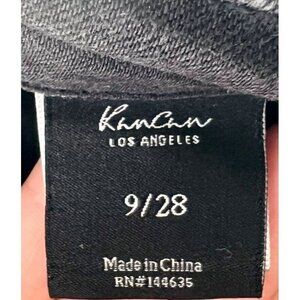 KanCan
LOS ANGELES
9/28
Made in China
RN#144635